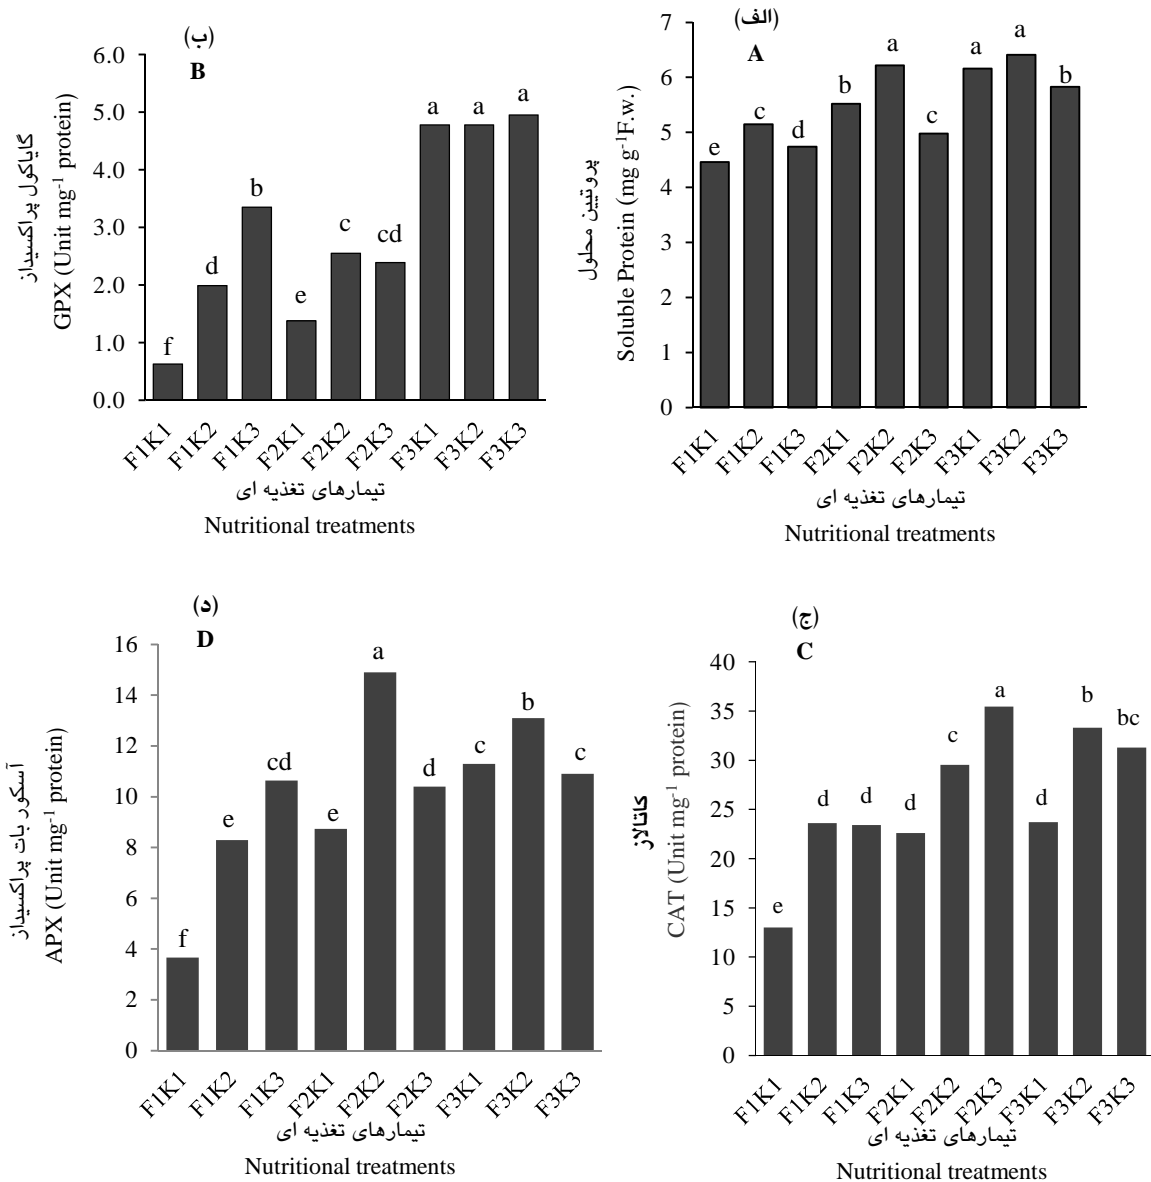 (ب)
B
گایاکول پراکسیداز
GPX (Unit mg-1 protein)
6.0
5.0
4.0
3.0
2.0
1.0
0.0
f
d
b
e
c
cd
a
a
a
F1K1
F1K2
F1K3
F2K1
F2K2
F2K3
F3K1
F3K2
F3K3
تیمارهای تغذیه ای
Nutritional treatments
(الف)
A
پروتئین محلول
Soluble Protein (mg g-1F.w.)
7
6
5
4
3
2
1
0
e
c
d
b
a
c
a
a
b
F1K1
F1K2
F1K3
F2K1
F2K2
F2K3
F3K1
F3K2
F3K3
تیمارهای تغذیه ای
Nutritional treatments
(د)
D
آسکور بات پراکسیداز
APX (Unit mg-1 protein)
16
14
12
10
8
6
4
2
0
f
e
cd
e
a
d
c
b
c
F1K1
F1K2
F1K3
F2K1
F2K2
F2K3
F3K1
F3K2
F3K3
تیمارهای تغذیه ای
Nutritional treatments
(ج)
C
کاتالاز
CAT (Unit mg-1 protein)
40
35
30
25
20
15
10
5
0
e
d
d
d
c
a
d
b
bc
F1K1
F1K2
F1K3
F2K1
F2K2
F2K3
F3K1
F3K2
F3K3
تیمارهای تغذیه ای
Nutritional treatments